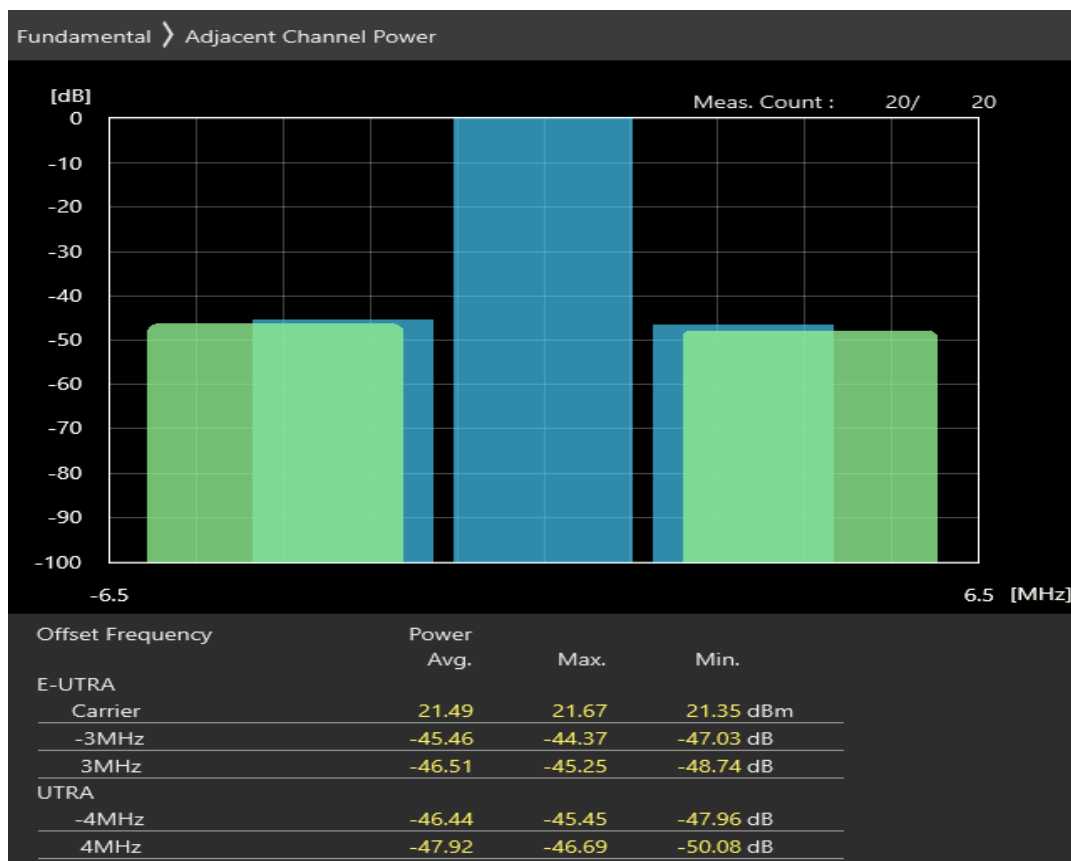 Fundamental ❭ Adjacent Channel Power
[dB]
Meas. Count : 20/ 20
0
-10
-20
-30
-40
-50
-60
-70
-80
-90
-100
-6.5 6.5 [MHz]
Offset Frequency Power
Avg. Max. Min.
E-UTRA
Carrier 21.49 21.67 21.35 dBm
-3MHz -45.46 -44.37 -47.03 dB
3MHz -46.51 -45.25 -48.74 dB
UTRA
-4MHz -46.44 -45.45 -47.96 dB
4MHz -47.92 -46.69 -50.08 dB